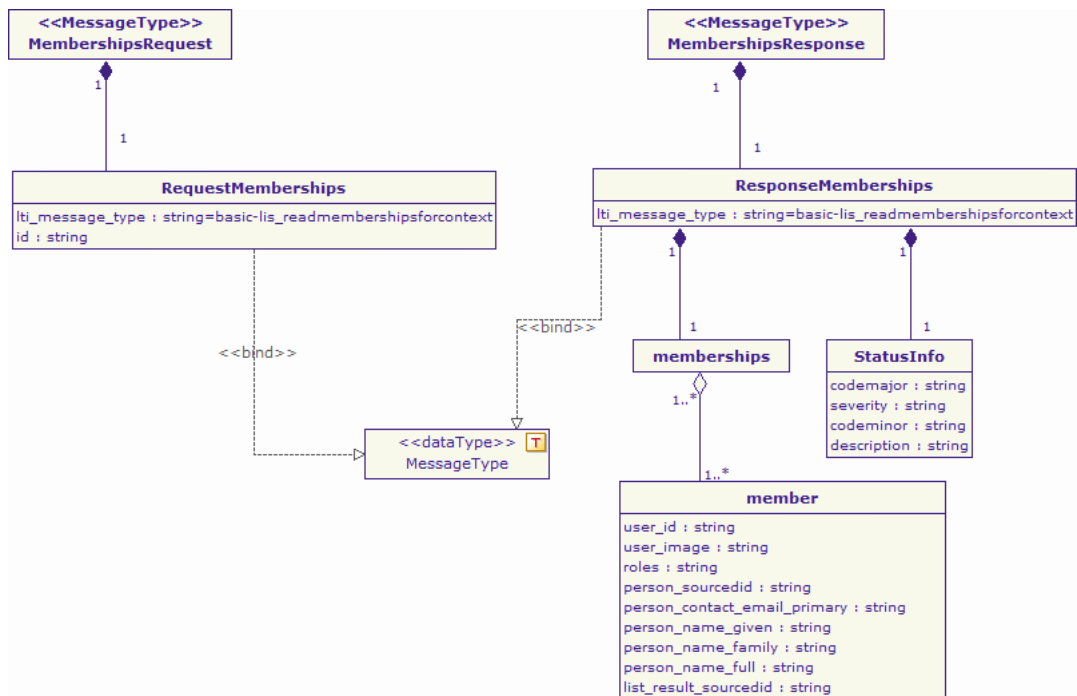 <<MessageType>>
MembershipsRequest
<<MessageType>>
MembershipsResponse
1
1
1
1
RequestMemberships
lti_message_type : string=basic-lis_readmembershipsforcontext
id : string
ResponseMemberships
lti_message_type : string=basic-lis_readmembershipsforcontext
1
1
<<bind>>
1
1
<<bind>>
memberships
StatusInfo
codemajor : string
severity : string
codeminor : string
description : string
1..*
<<dataType>>
T
MessageType
1..*
member
user_id : string
user_image : string
roles : string
person_sourcedid : string
person_contact_email_primary : string
person_name_given : string
person_name_family : string
person_name_full : string
list_result_sourcedid : string